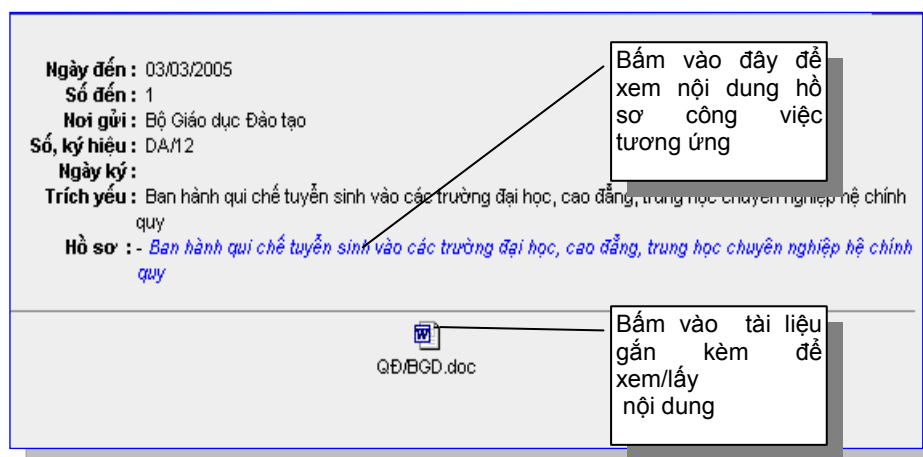 Ngày đến : 03/03/2005
Số đến : 1
Nơi gửi : Bộ Giáo dục Đào tạo
Số, ký hiệu : DA/12
Ngày ký :
Trích yếu : Ban hành qui chế tuyển sinh vào các trường đại học, cao đẳng, trung học chuyên nghiệp hệ chính
quy
Hồ sơ : - Ban hành qui chế tuyển sinh vào các trường đại học, cao đẳng, trung học chuyên nghiệp hệ chính
quy
Bấm vào đây để
xem nội dung hồ
sơ công việc
tương ứng
QĐ/BGD.doc
Bấm vào tài liệu
gắn kèm để
xem/lấy
nội dung